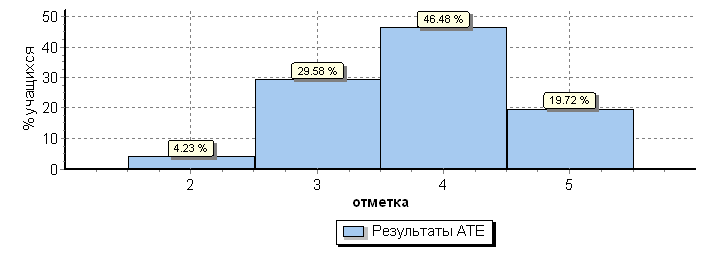 % учащихся
50
40
30
20
10
0
4.23 %
29.58 %
46.48 %
19.72 %
2 3 4 5
отметка
Результаты АТЕ